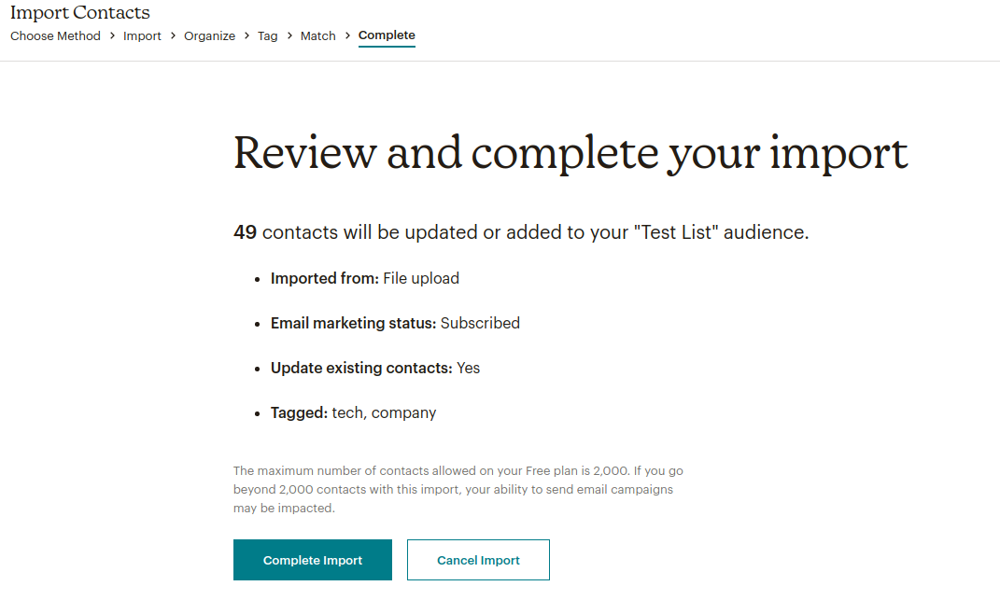 Import Contacts
Choose Method > Import > Organize > Tag > Match > Complete
Review and complete your import
49 contacts will be updated or added to your "Test List" audience.
• Imported from: File upload
• Email marketing status: Subscribed
• Update existing contacts: Yes
• Tagged: tech, company
The maximum number of contacts allowed on your Free plan is 2,000. If you go
beyond 2,000 contacts with this import, your ability to send email campaigns
may be impacted.
Complete Import
Cancel Import